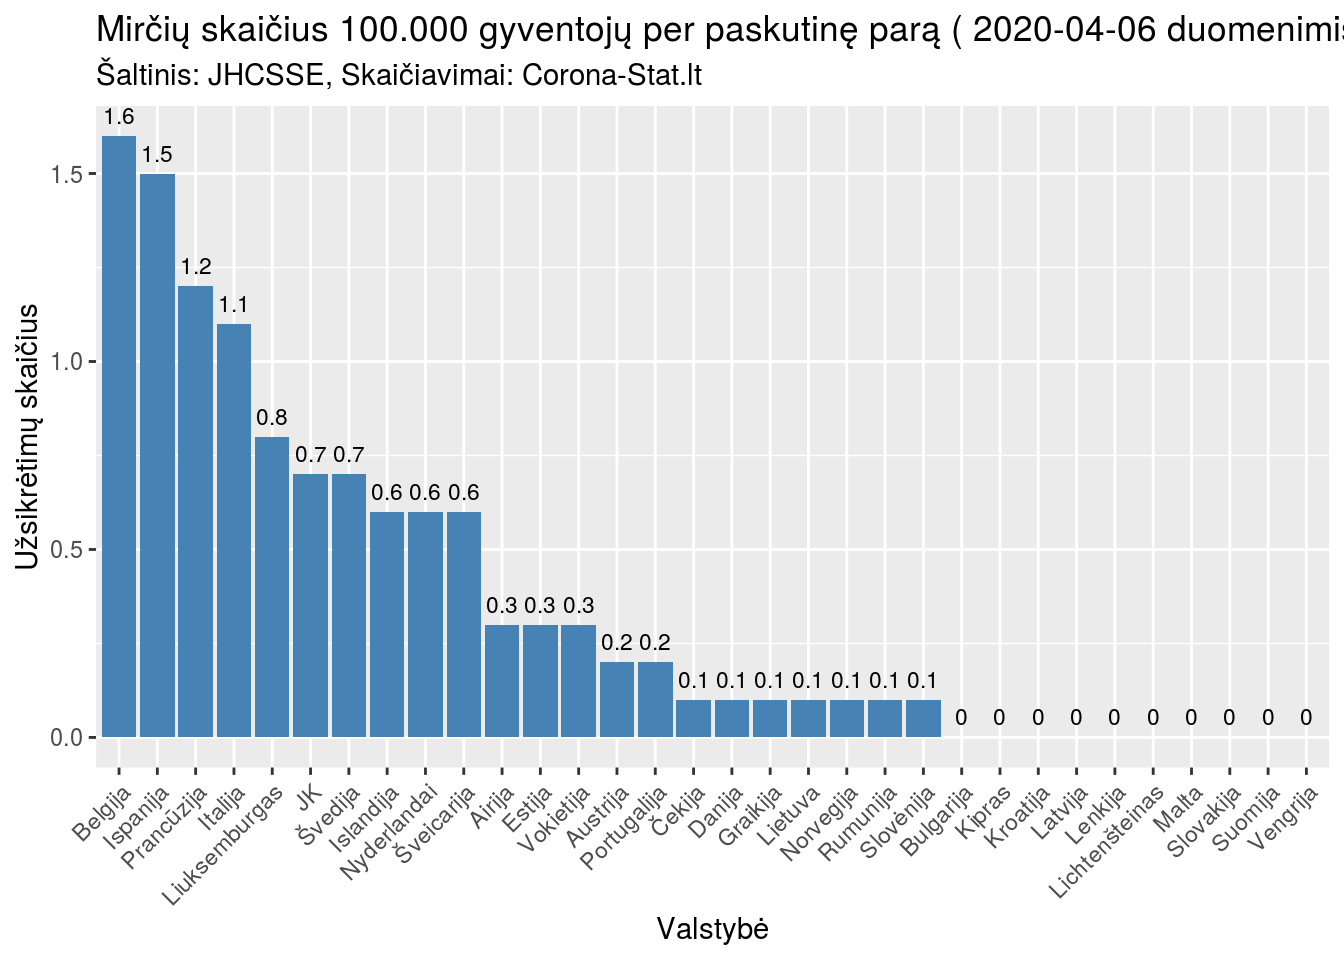 Mirčių skaičius 100.000 gyventojų per paskutinę parą ( 2020-04-06 duomenimis
Šaltinis: JHCSSE, Skaičiavimai: Corona-Stat.lt
Užsikrėtimų skaičius
1.5
1.0
0.5
0.0
1.6
1.5
1.2
1.1
0.8
0.7
0.7
0.6
0.6
0.6
0.3
0.3
0.3
0.2
0.2
0.1
0.1
0.1
0.1
0.1
0.1
0.1
0
0
0
0
0
0
0
0
0
0
Belgija
Ispanija
Prancūzija
Italija
Liuksemburgas
JK
Švedija
Islandija
Nyderlandai
Šveicarija
Airija
Estija
Vokietija
Austrija
Portugalija
Čekija
Danija
Graikija
Lietuva
Norvegija
Rumunija
Slovėnija
Bulgarija
Kipras
Kroatija
Latvija
Lenkija
Lichtenšteinas
Malta
Slovakija
Suomija
Vengrija
Valstybė